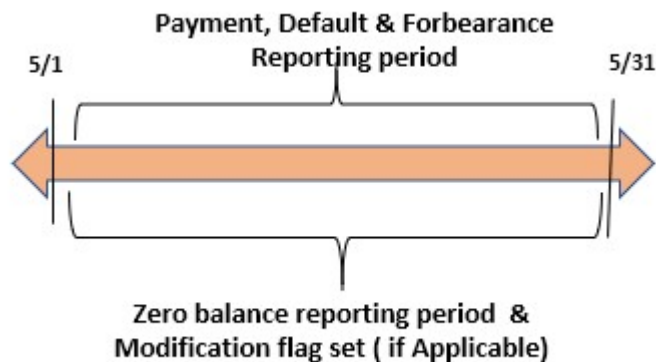 Payment, Default & Forbearance
Reporting period
5/1
5/31
Zero balance reporting period &
Modification flag set ( if Applicable)